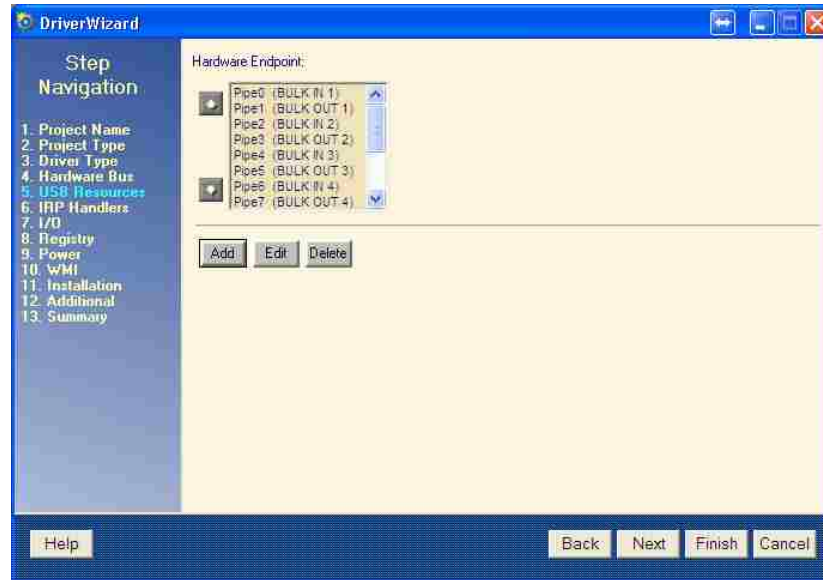 DriverWizard
Step
Navigation
1. Project Name
2. Project Type
3. Driver Type
4. Hardware Bus
5. USB Resources
6. IRP Handlers
7. I/O
8. Registry
9. Power
10. WMI
11. Installation
12. Additional
13. Summary
Hardware Endpoint:
Pipe0 (BULK IN 1)
Pipe1 (BULK OUT 1)
Pipe2 (BULK IN 2)
Pipe3 (BULK OUT 2)
Pipe4 (BULK IN 3)
Pipe5 (BULK OUT 3)
Pipe6 (BULK IN 4)
Pipe7 (BULK OUT 4)
Add Edit Delete
Help Back Next Finish Cancel